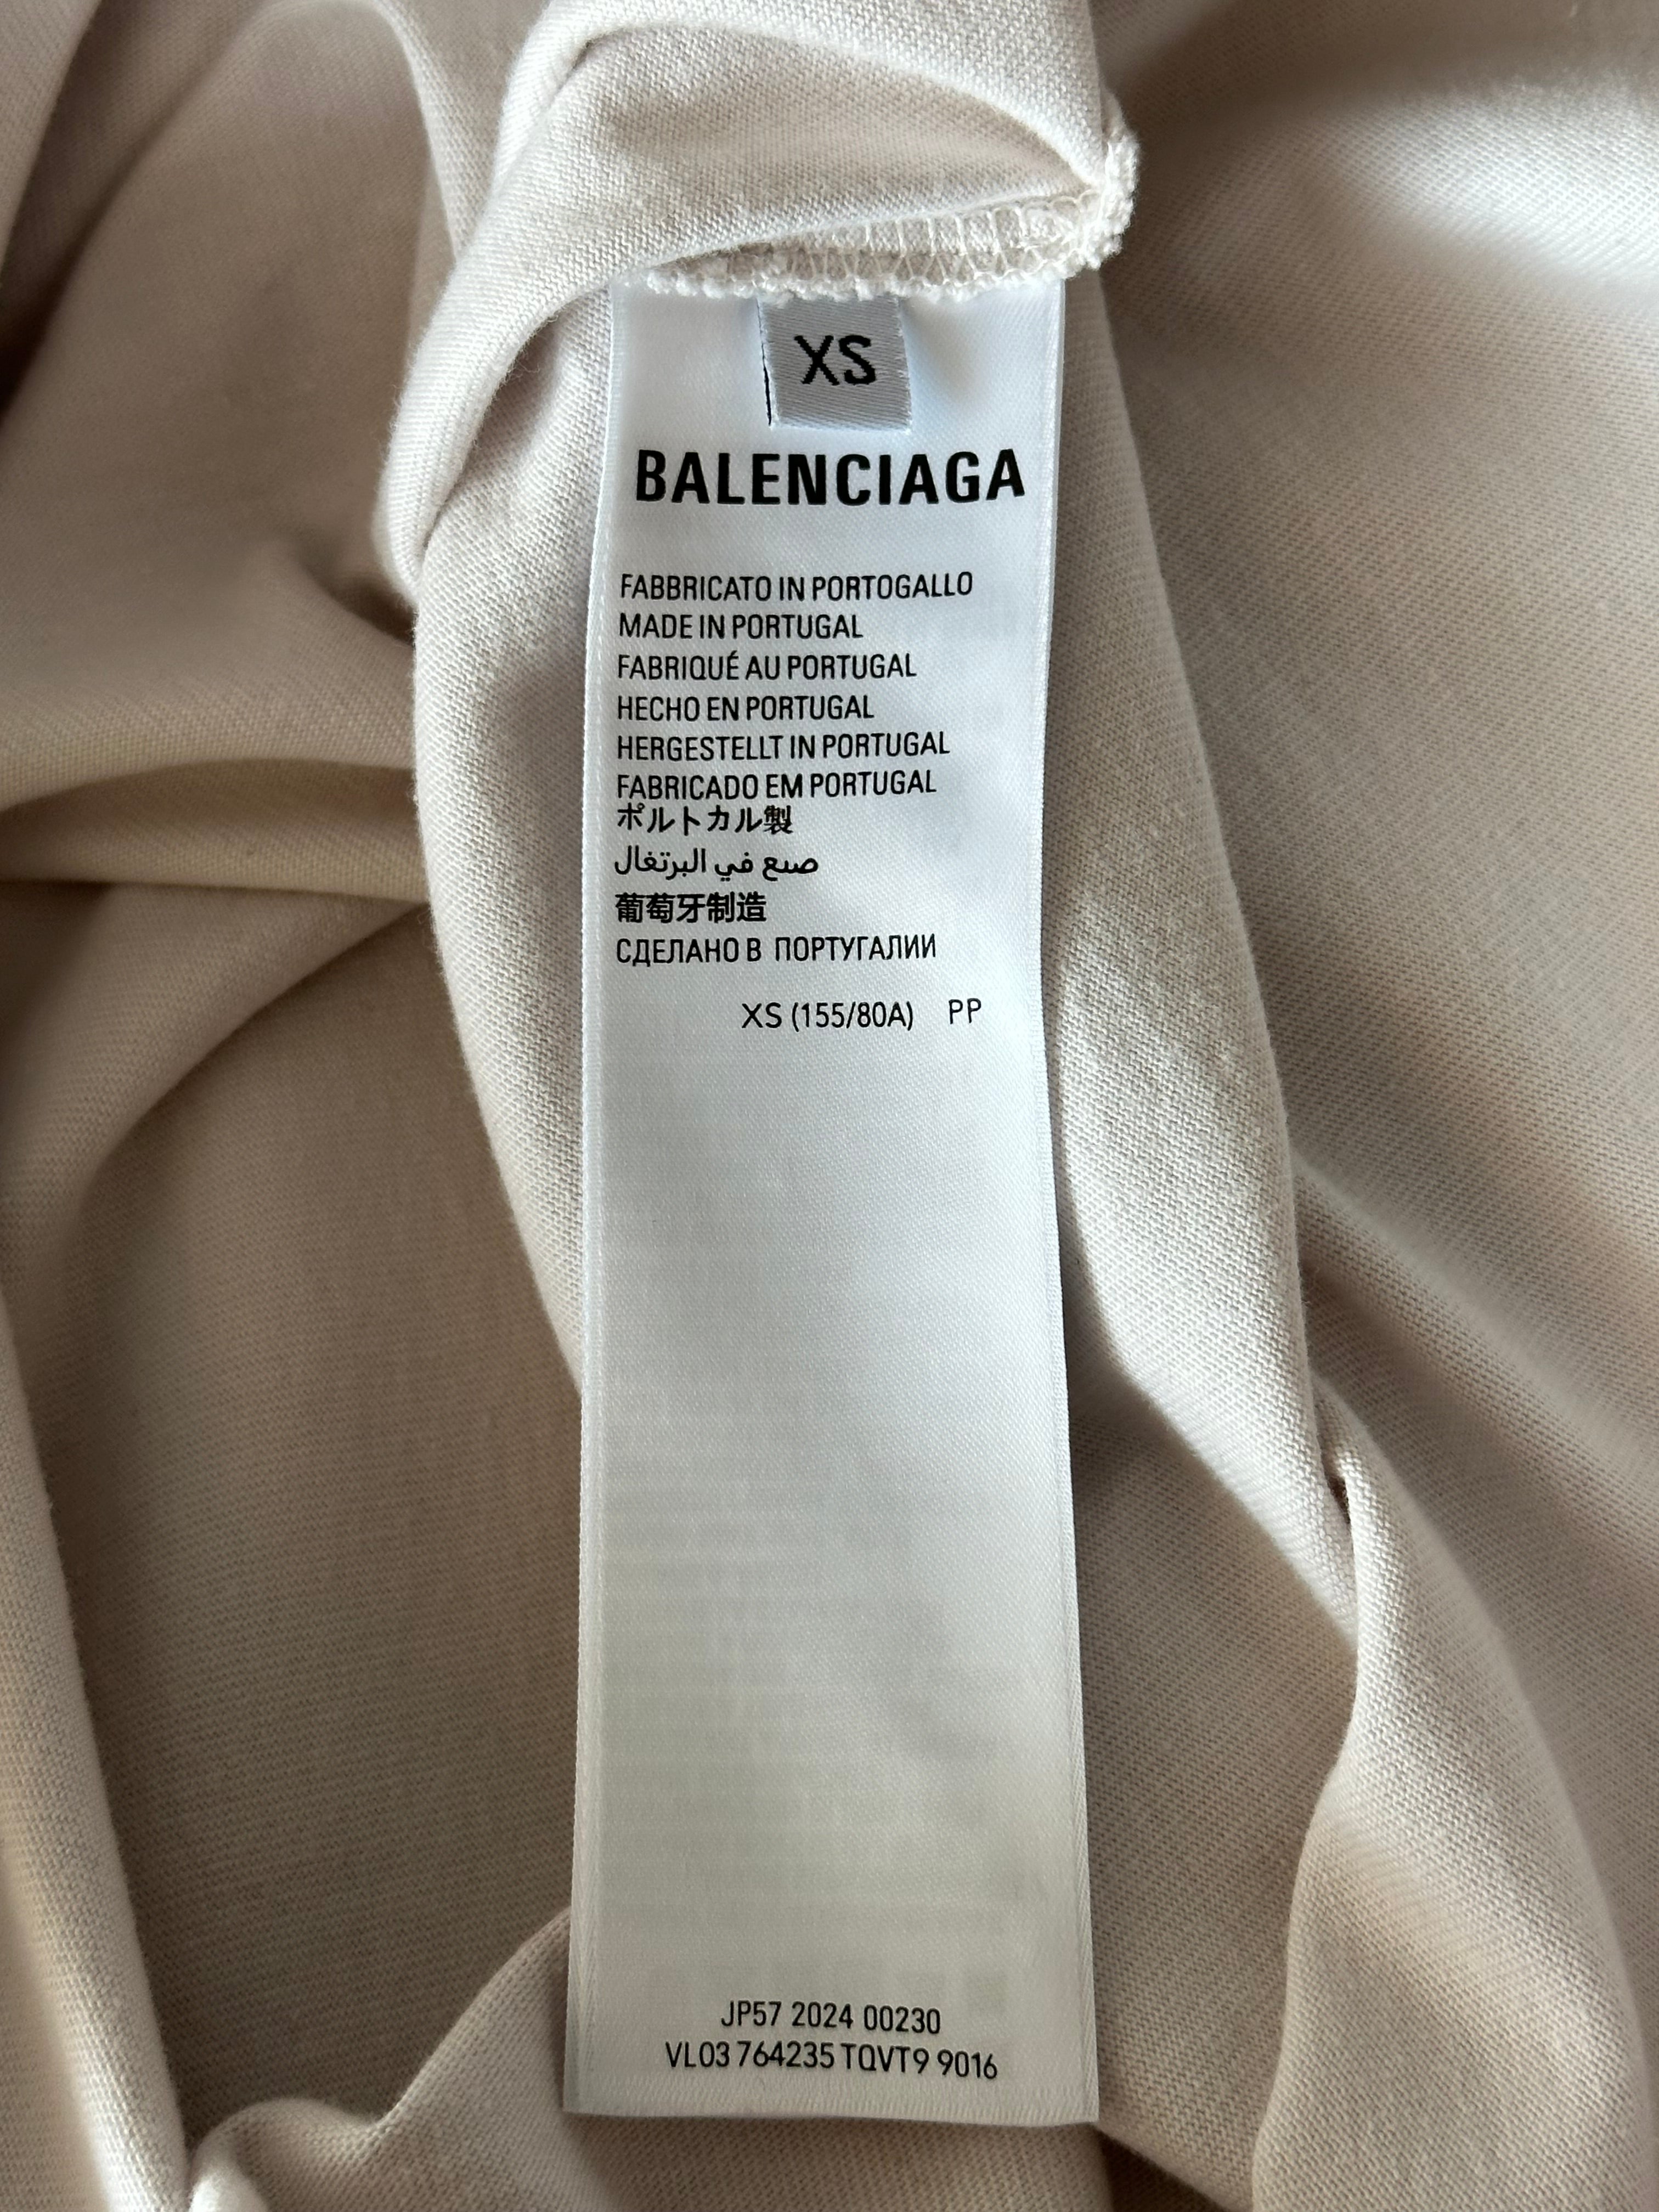 XS
BALENCIAGA
FABBRICATO IN PORTOGALLO
MADE IN PORTUGAL
FABRIQUÉ AU PORTUGAL
HECHO EN PORTUGAL
HERGESTELLT IN PORTUGAL
FABRICADO EM PORTUGAL
ポルトカル製
صنع في البرتغال
葡萄牙制造
СДЕЛАНО В ПОРТУГАЛИИ
XS (155/80A) PP
JP57 2024 00230
VL03 764235 TQVT9 9016